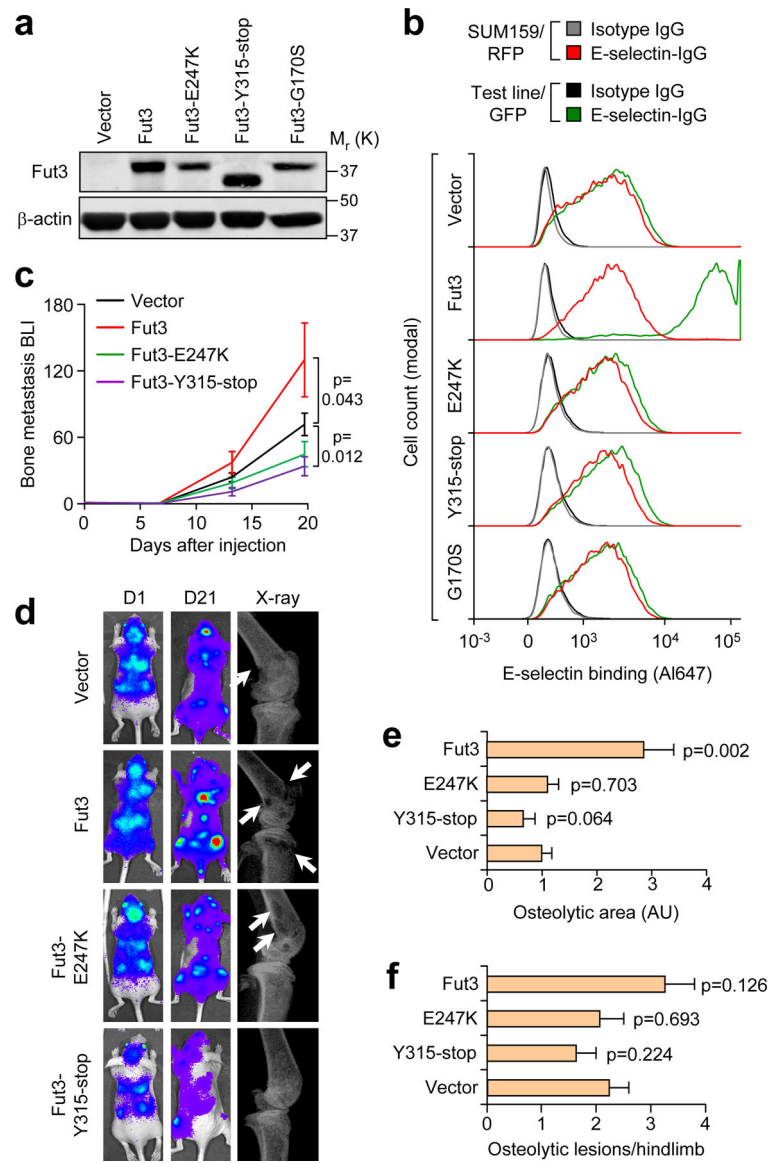 a
Vector
Fut3
Fut3-E247K
Fut3-Y315-stop
Fut3-G170S
Mr (K)
Fut3
37
50
β-actin
37
b
SUM159/
RFP
Isotype IgG
E-selectin-IgG
Test line/
GFP
Isotype IgG
E-selectin-IgG
Cell count (modal)
Vector
Fut3
E247K
Y315-stop
G170S
10-3
0
10³
10⁴
10⁵
E-selectin binding (Al647)
c
Bone metastasis BLI
180
120
60
0
Vector
Fut3
Fut3-E247K
Fut3-Y315-stop
p=
0.043
p=
0.012
0 5 10 15 20
Days after injection
d
D1 D21 X-ray
Vector
Fut3
Fut3-
E247K
Fut3-
Y315-stop
e
Fut3
p=0.002
E247K
p=0.703
Y315-stop
p=0.064
Vector
0 1 2 3 4
Osteolytic area (AU)
f
Fut3
p=0.126
E247K
p=0.693
Y315-stop
p=0.224
Vector
0 1 2 3 4
Osteolytic lesions/hindlimb